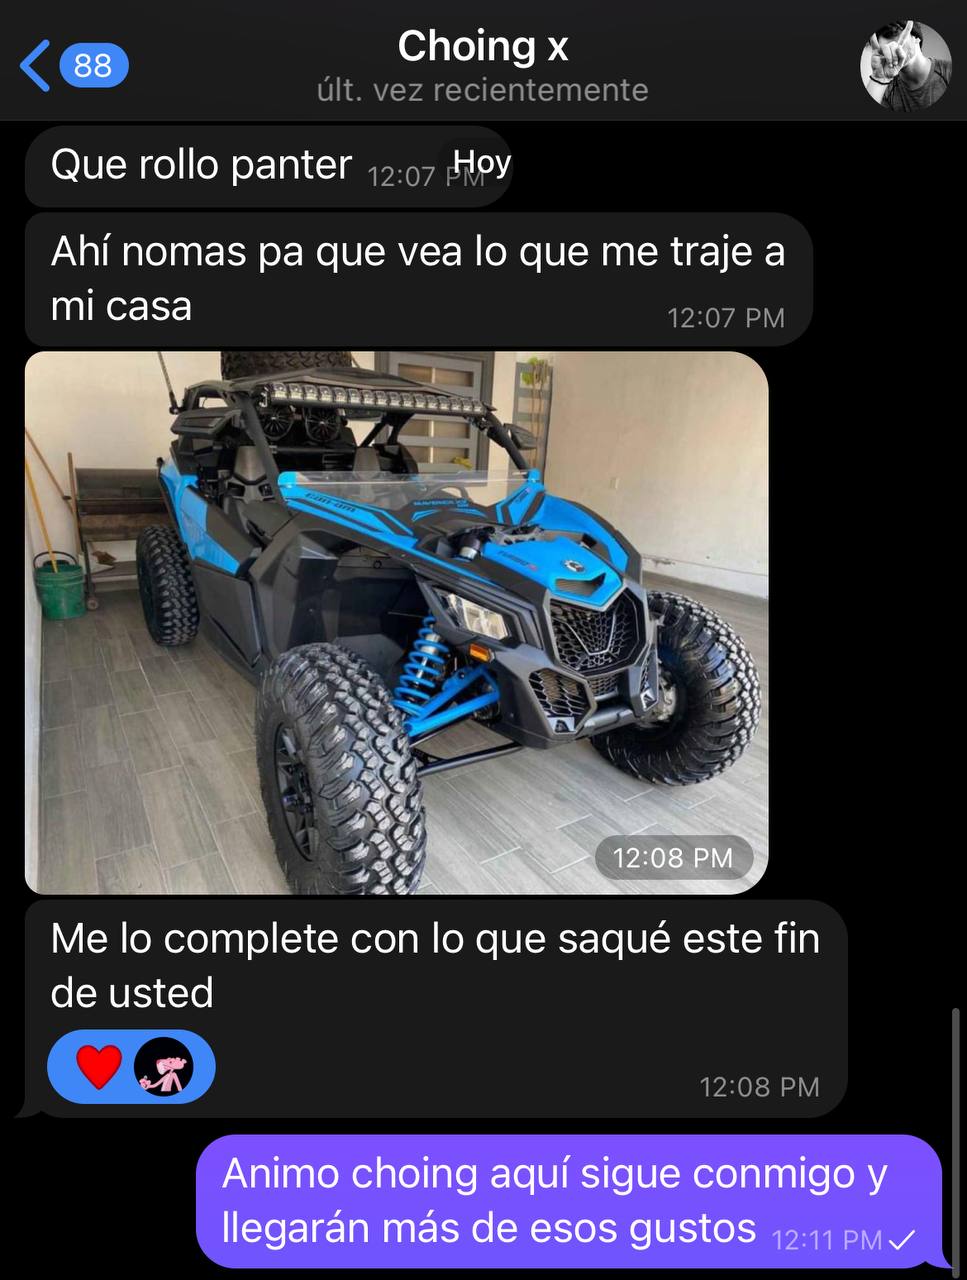 88
Choing x
últ. vez recientemente
Que rollo panter 12:07 PM
Hoy
Ahí nomas pa que vea lo que me traje a
mi casa
12:07 PM
can-am
12:08 PM
Me lo complete con lo que saqué este fin
de usted
12:08 PM
Animo choing aquí sigue conmigo y
llegarán más de esos gustos 12:11 PM